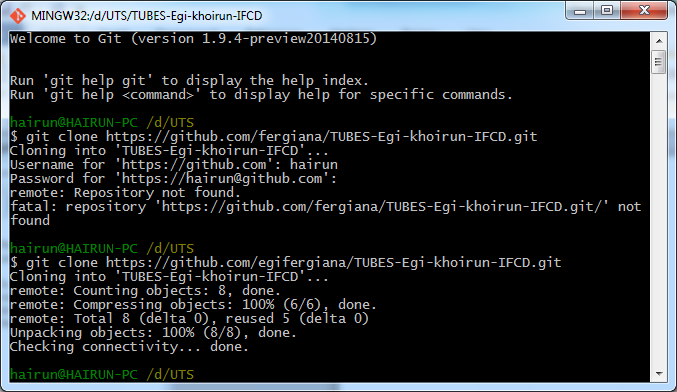 MINGW32:/d/UTS/TUBES-Egi-khoirun-IFCD
Welcome to Git (version 1.9.4-preview20140815)
Run 'git help git' to display the help index.
Run 'git help <command>' to display help for specific commands.
hairun@HAIRUN-PC /d/UTS
$ git clone https://github.com/fergiana/TUBES-Egi-khoirun-IFCD.git
Cloning into 'TUBES-Egi-khoirun-IFCD'...
Username for 'https://github.com': hairun
Password for 'https://hairun@github.com':
remote: Repository not found.
fatal: repository 'https://github.com/fergiana/TUBES-Egi-khoirun-IFCD.git/' not
found
hairun@HAIRUN-PC /d/UTS
$ git clone https://github.com/egifergiana/TUBES-Egi-khoirun-IFCD.git
Cloning into 'TUBES-Egi-khoirun-IFCD'...
remote: Counting objects: 8, done.
remote: Compressing objects: 100% (6/6), done.
remote: Total 8 (delta 0), reused 5 (delta 0)
Unpacking objects: 100% (8/8), done.
Checking connectivity... done.
hairun@HAIRUN-PC /d/UTS